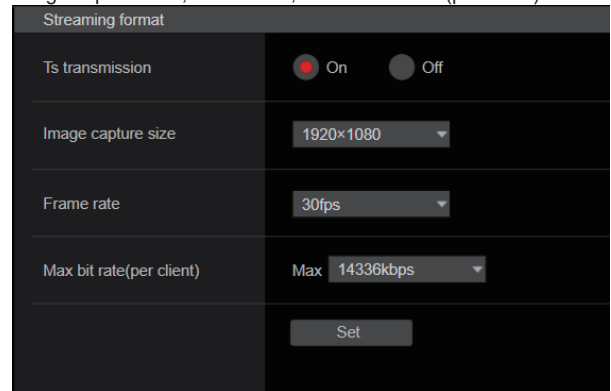 Streaming format
Ts transmission On Off
Image capture size 1920×1080
Frame rate 30fps
Max bit rate(per client) Max 14336kbps
Set